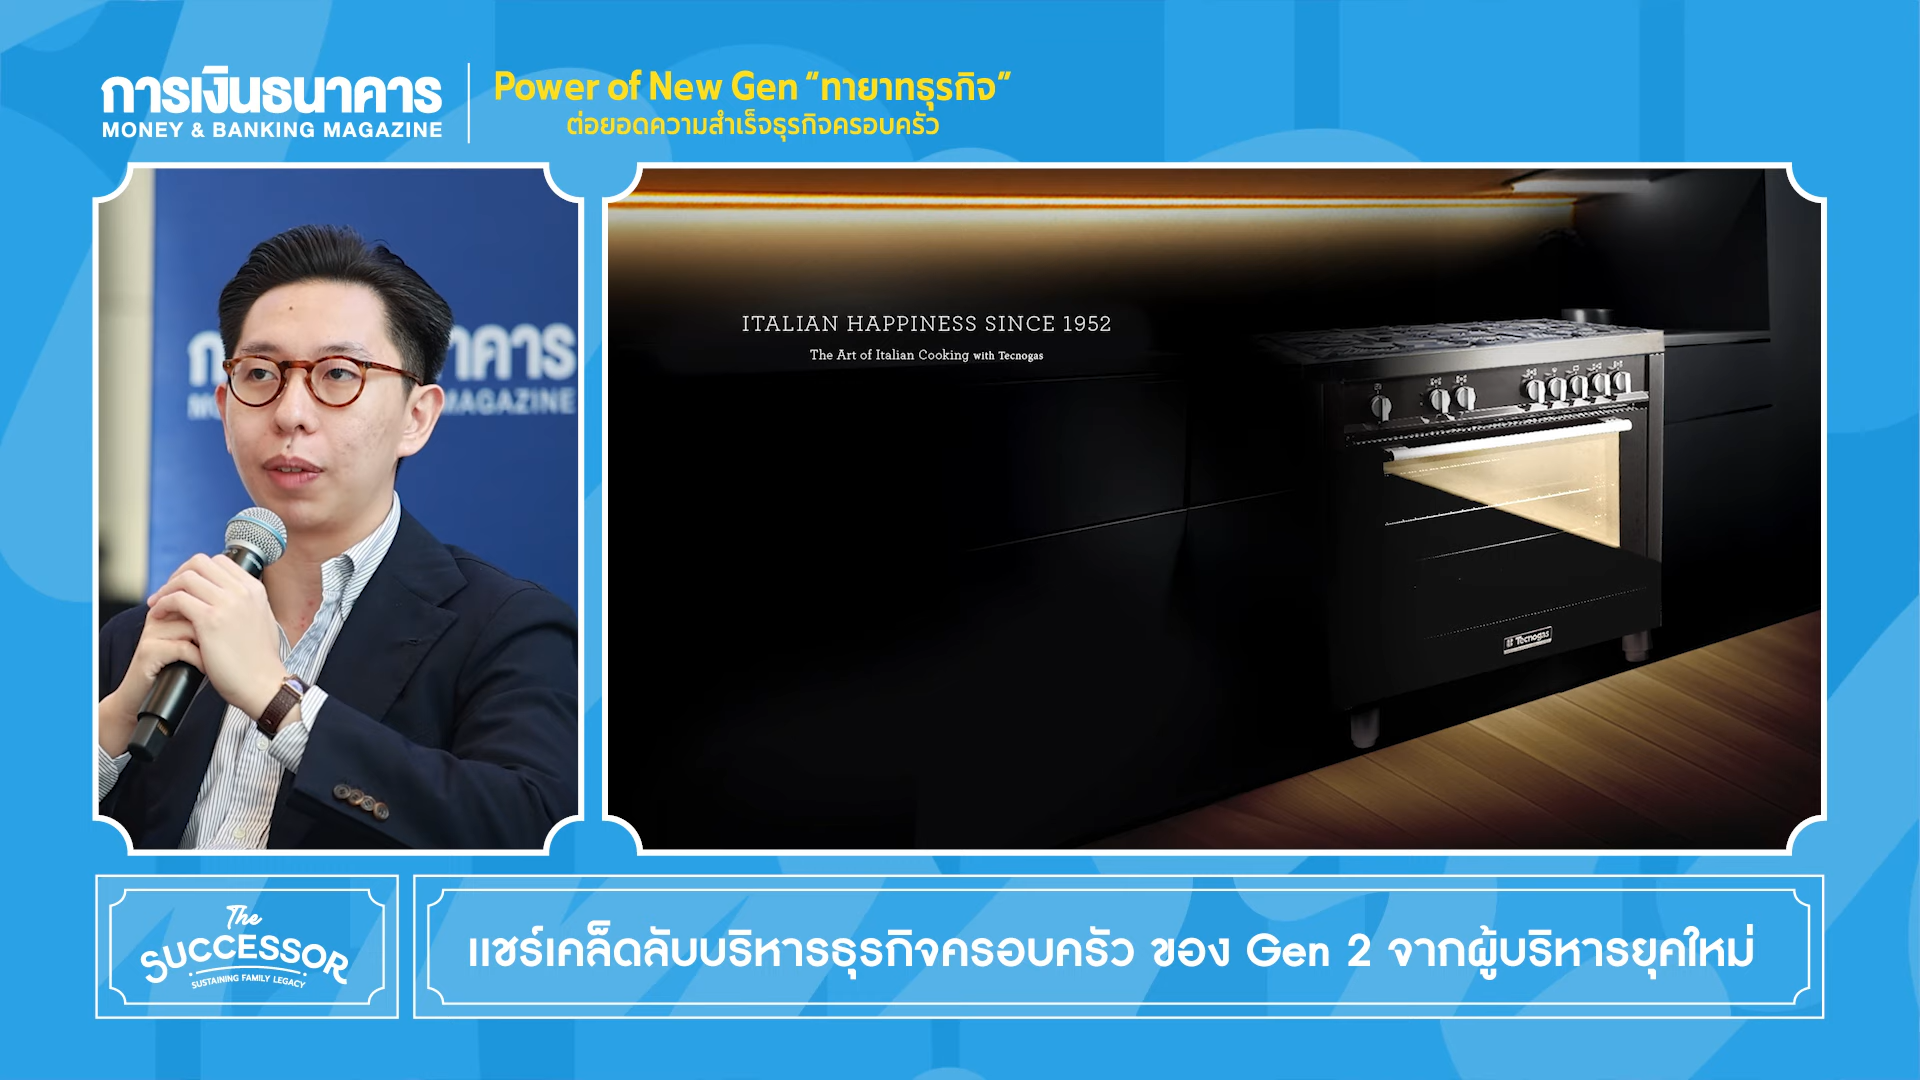 การเงินธนาคาร
MONEY & BANKING MAGAZINE
Power of New Gen “ทายาทธุรกิจ”
ต่อยอดความสำเร็จธุรกิจครอบครัว
MAGAZINE
ITALIAN HAPPINESS SINCE 1952
The Art of Italian Cooking with Tecnogas
Tecnogas
The
SUCCESSOR
SUSTAINING FAMILY LEGACY
แชร์เคล็ดลับบริหารธุรกิจครอบครัว ของ Gen 2 จากผู้บริหารยุคใหม่